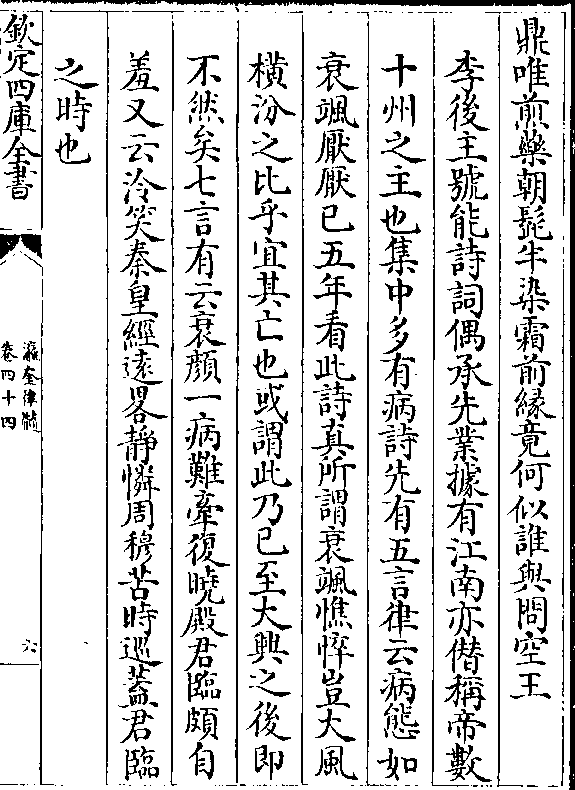 鼎唯煎藥朝髭半染霜前緣竟何似誰與問空王
李後主號能詩詞偶承先業據有江南亦僣稱帝數
十州之主也集中多有病詩先有五言律云病態如
衰颯厭厭已五年看此詩真所謂衰颯憔悴豈大風
橫汾之比乎宜其亡也或謂此乃已至大興之後即
不然矣七言有云衰顔一病難牽復曉殿君臨頗自
羞又云冷笑秦皇經遠畧静憐周穆苦時廵蓋君臨
之時也
欽定四庫全書
瀛奎律髓
卷四十四
六